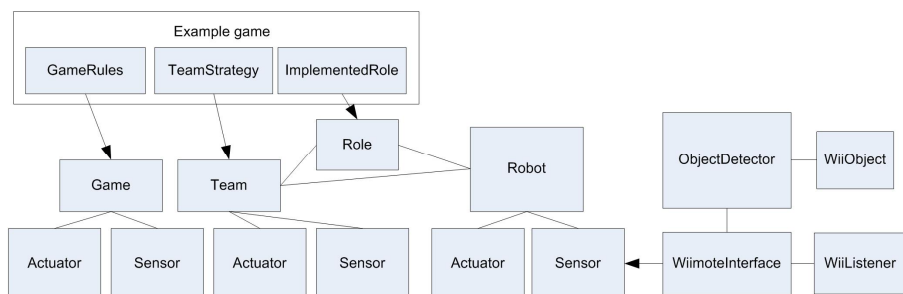 Example game
GameRules
TeamStrategy
ImplementedRole
Role
Robot
ObjectDetector
WiiObject
Game
Team
Actuator
Sensor
Actuator
Sensor
Actuator
Sensor
WiimoteInterface
WiiListener